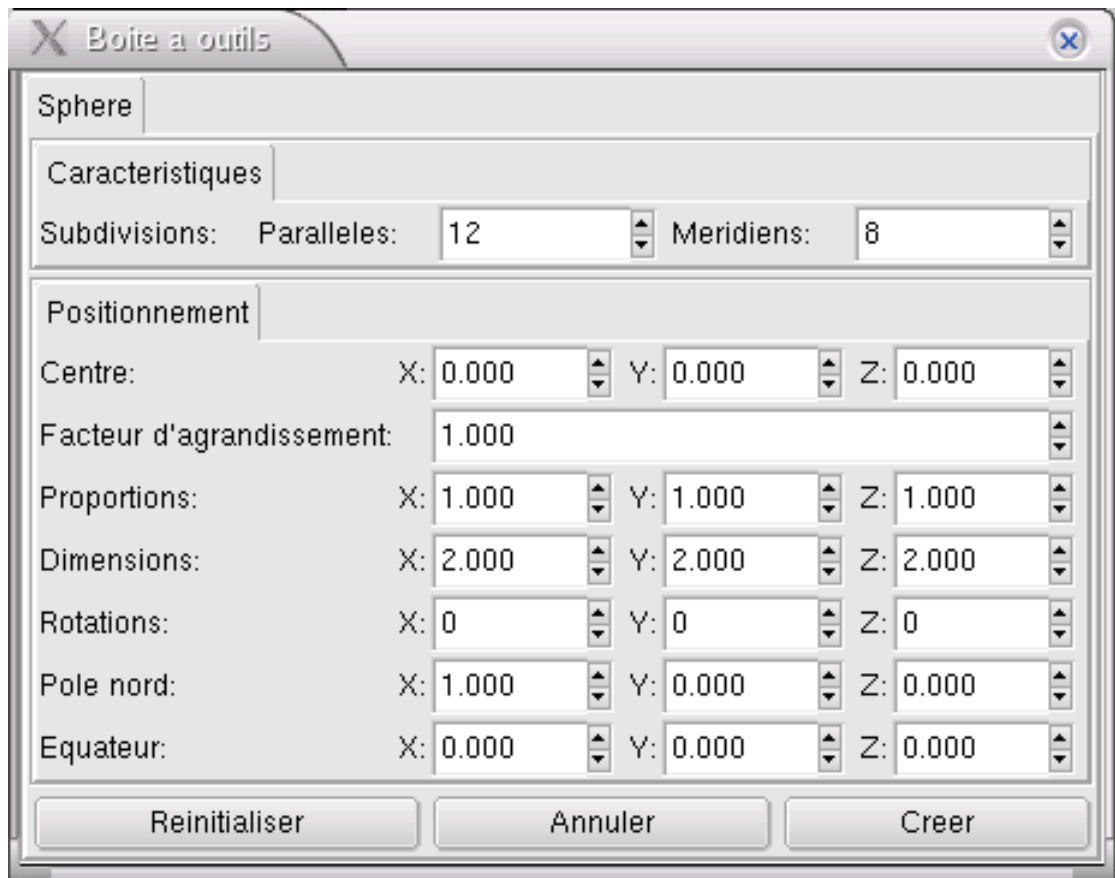 Boite a outils
Sphere
Caracteristiques
Subdivisions: Paralleles: 12 Meridiens: 8
Positionnement
Centre: X: 0.000 Y: 0.000 Z: 0.000
Facteur d'agrandissement: 1.000
Proportions: X: 1.000 Y: 1.000 Z: 1.000
Dimensions: X: 2.000 Y: 2.000 Z: 2.000
Rotations: X: 0 Y: 0 Z: 0
Pole nord: X: 1.000 Y: 0.000 Z: 0.000
Equateur: X: 0.000 Y: 0.000 Z: 0.000
Reinitialiser Annuler Creer